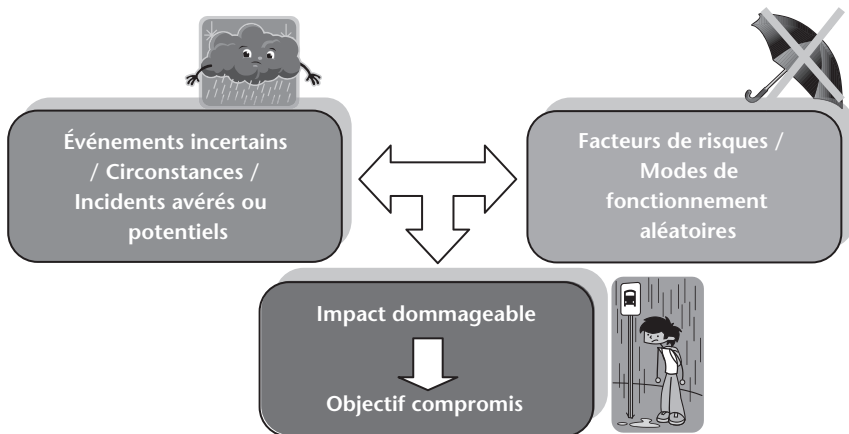 Événements incertains
/ Circonstances /
Incidents avérés ou
potentiels
Facteurs de risques /
Modes de
fonctionnement
aléatoires
Impact dommageable
Objectif compromis